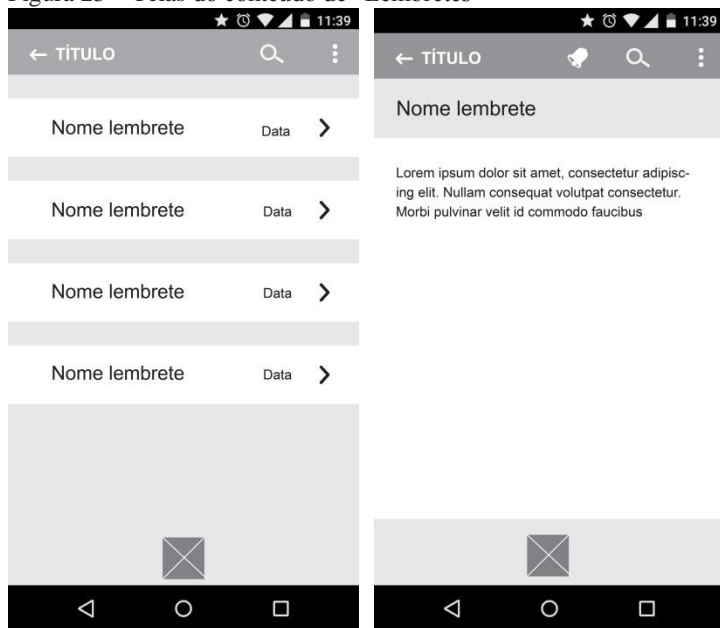 Figura 25 – Telas do conteúdo de “Lembretes”
11:39
TÍTULO
Nome lembrete Data
Nome lembrete Data
Nome lembrete Data
Nome lembrete Data
11:39
TÍTULO
Nome lembrete
Lorem ipsum dolor sit amet, consectetur adipisc-
ing elit. Nullam consequat volutpat consectetur.
Morbi pulvinar velit id commodo faucibus